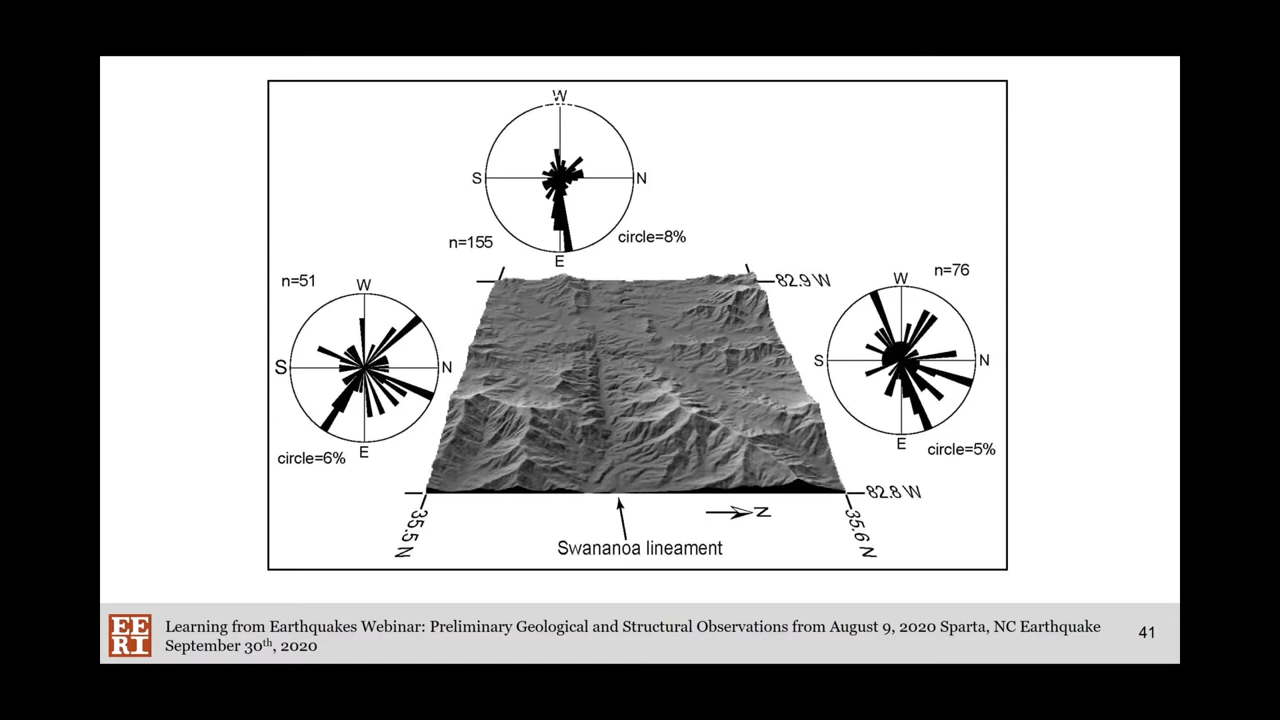 W
S
N
n=155
circle=8%
E
n=51
W
S
N
circle=6%
E
n=76
W
S
N
E
circle=5%
82.9 W
82.8 W
35.5 N
N
35.6 N
Swananoa lineament
EE
RI
Learning from Earthquakes Webinar: Preliminary Geological and Structural Observations from August 9, 2020 Sparta, NC Earthquake
September 30th, 2020
41